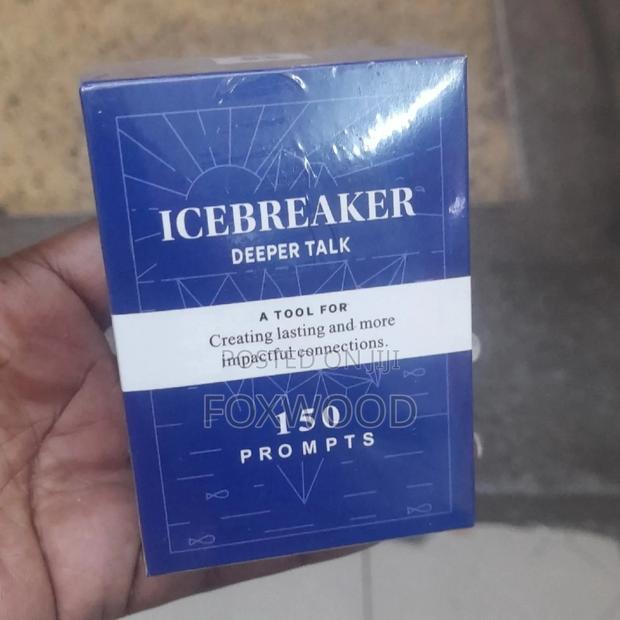 ICEBREAKER
DEEPER TALK
A TOOL FOR
Creating lasting and more
impactful connections.
POSTED ON JIJI
FOXWOOD
150
PROMPTS